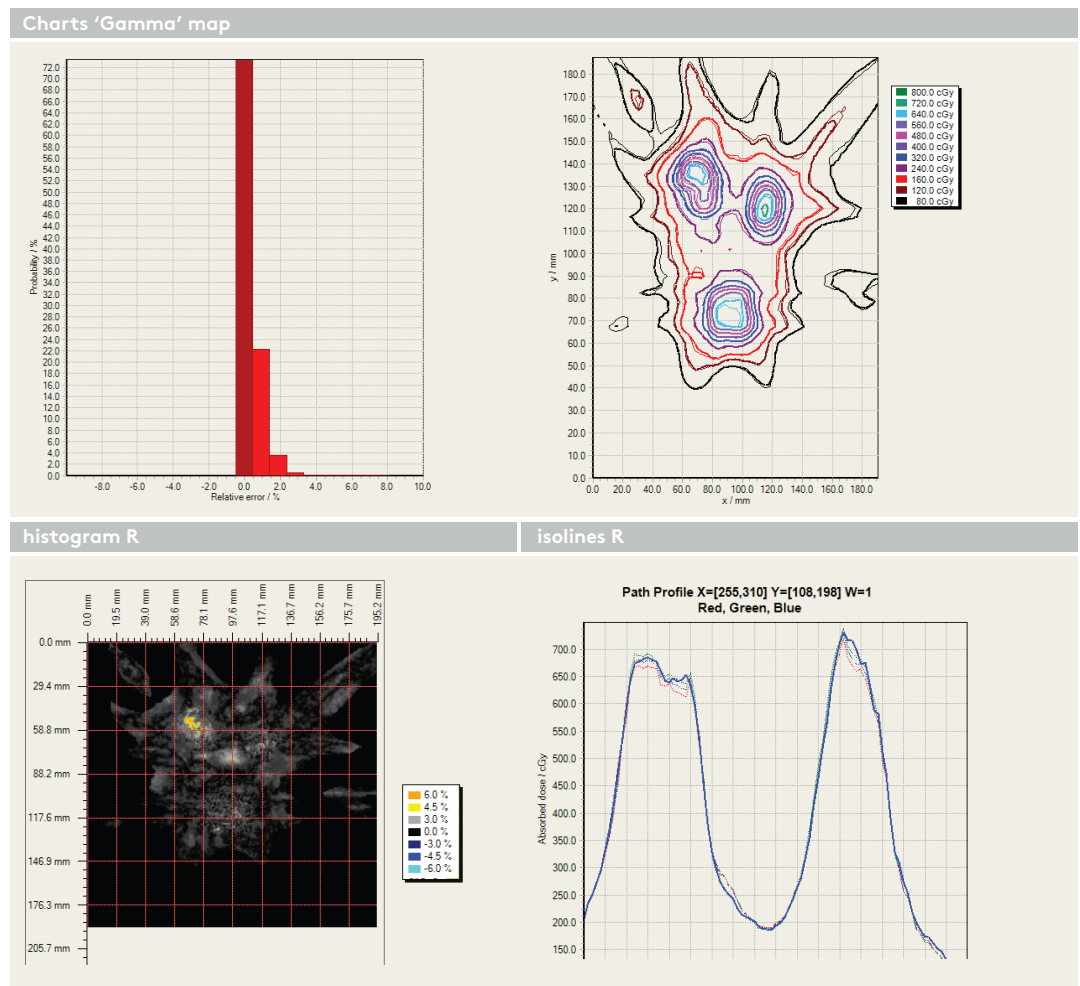 Charts ‘Gamma’ map
72.0
70.0
68.0
66.0
64.0
62.0
60.0
58.0
56.0
54.0
52.0
50.0
48.0
46.0
44.0
42.0
40.0
38.0
36.0
34.0
32.0
30.0
28.0
26.0
24.0
22.0
20.0
18.0
16.0
14.0
12.0
10.0
8.0
6.0
4.0
2.0
0.0
Probability / %
-8.0 -6.0 -4.0 -2.0 0.0 2.0 4.0 6.0 8.0 10.0
Relative error / %
180.0
170.0
160.0
150.0
140.0
130.0
120.0
110.0
100.0
90.0
80.0
70.0
60.0
50.0
40.0
30.0
20.0
10.0
0.0
y / mm
0.0 20.0 40.0 60.0 80.0 100.0 120.0 140.0 160.0 180.0
x / mm
800.0 cGy
720.0 cGy
640.0 cGy
560.0 cGy
480.0 cGy
400.0 cGy
320.0 cGy
240.0 cGy
160.0 cGy
120.0 cGy
80.0 cGy
histogram R
isolines R
0.0 mm
19.5 mm
39.0 mm
58.6 mm
78.1 mm
97.6 mm
117.1 mm
136.7 mm
156.2 mm
175.7 mm
195.2 mm
0.0 mm
29.4 mm
58.8 mm
88.2 mm
117.6 mm
146.9 mm
176.3 mm
205.7 mm
6.0 %
4.5 %
3.0 %
0.0 %
-3.0 %
-4.5 %
-6.0 %
Path Profile X=[255,310] Y=[108,198] W=1
Red, Green, Blue
700.0
650.0
600.0
550.0
500.0
450.0
400.0
350.0
300.0
250.0
200.0
150.0
Absorbed dose / cGy